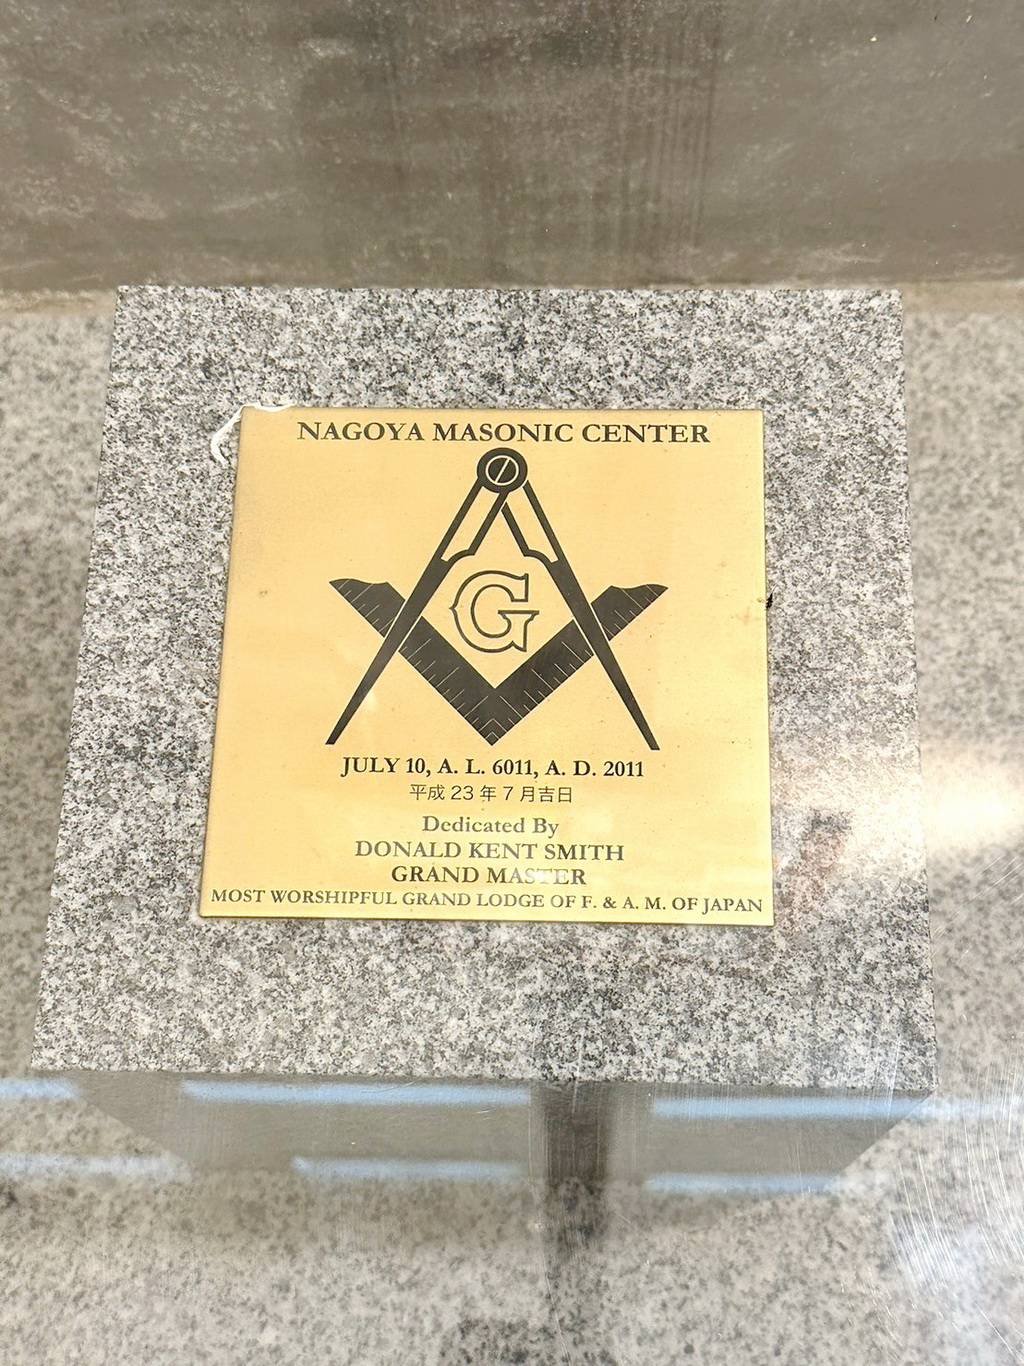 NAGOYA MASONIC CENTER
G
JULY 10, A. L. 6011, A. D. 2011
平成 23 年 7 月吉日
Dedicated By
DONALD KENT SMITH
GRAND MASTER
MOST WORSHIPFUL GRAND LODGE OF F. & A. M. OF JAPAN